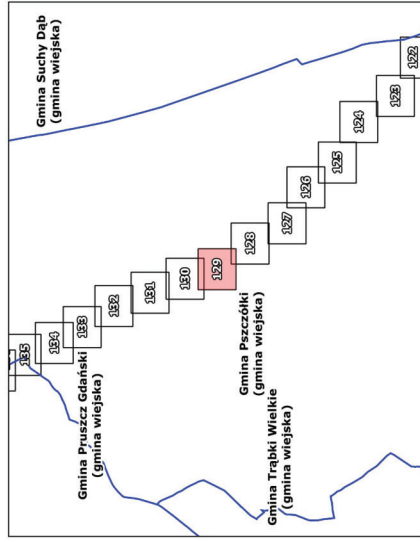 Gmina Suchy Dąb
(gmina wiejska)
122
123
124
125
126
127
128
129
130
131
132
133
134
135
Gmina Pruszcz Gdański
(gmina wiejska)
Gmina Pszczółki
(gmina wiejska)
Gmina Trąbki Wielkie
(gmina wiejska)